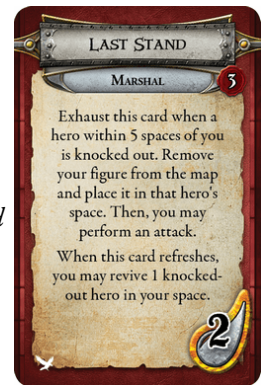 LAST STAND
MARSHAL
3
Exhaust this card when a
hero within 5 spaces of you
is knocked out. Remove
your figure from the map
and place it in that hero's
space. Then, you may
perform an attack.
When this card refreshes,
you may revive 1 knocked-
out hero in your space.
2